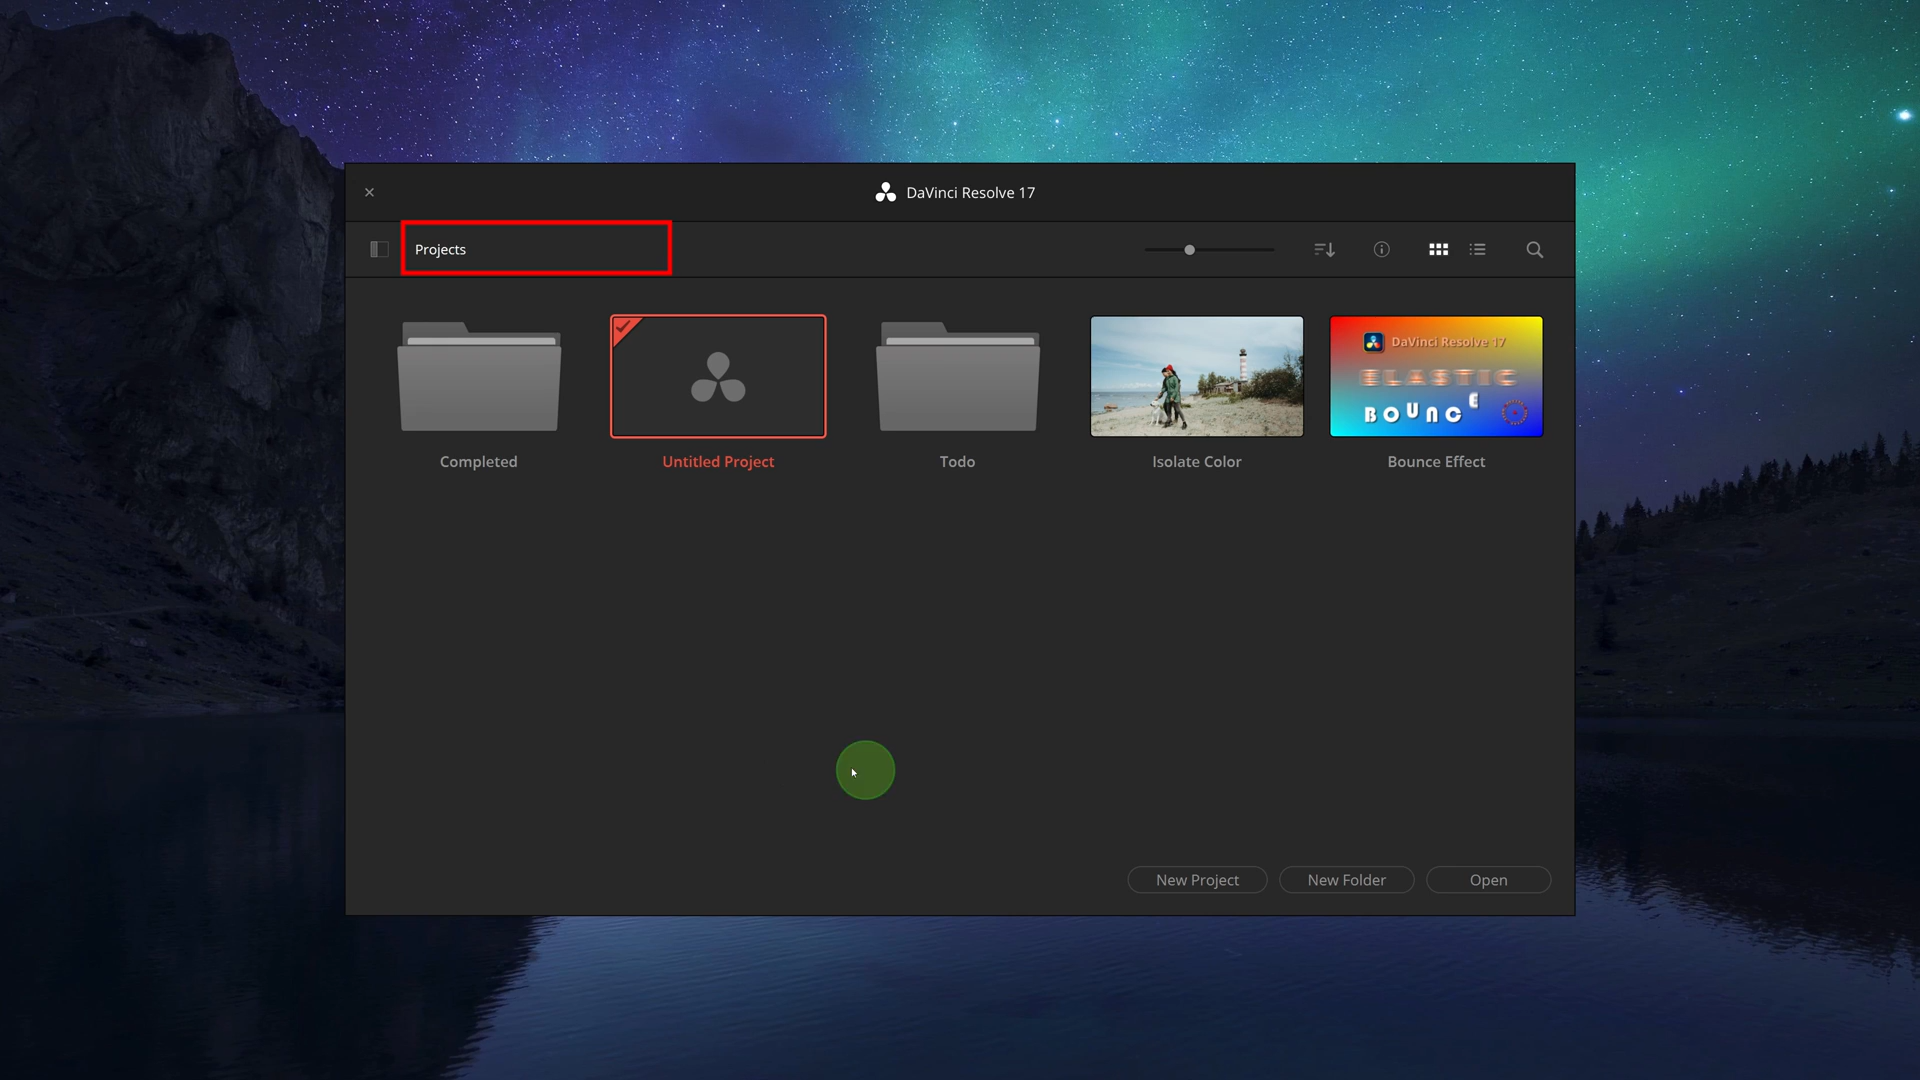 DaVinci Resolve 17
Projects
DaVinci Resolve 17
ELASTIC
BOUNCE
Completed
Untitled Project
Todo
Isolate Color
Bounce Effect
New Project
New Folder
Open